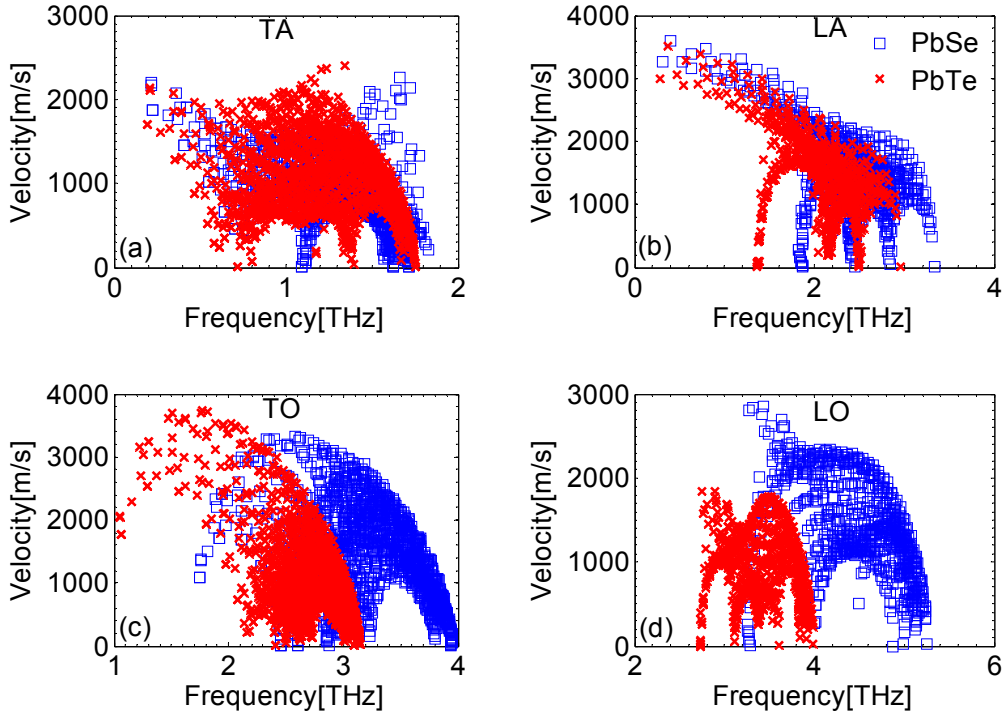 TA
3000
2000
1000
0
Velocity[m/s]
(a)
0 1 2
Frequency[THz]
LA
PbSe
PbTe
4000
3000
2000
1000
0
Velocity[m/s]
(b)
0 2 4
Frequency[THz]
TO
4000
3000
2000
1000
0
Velocity[m/s]
(c)
1 2 3 4
Frequency[THz]
LO
3000
2000
1000
0
Velocity[m/s]
(d)
2 4 6
Frequency[THz]